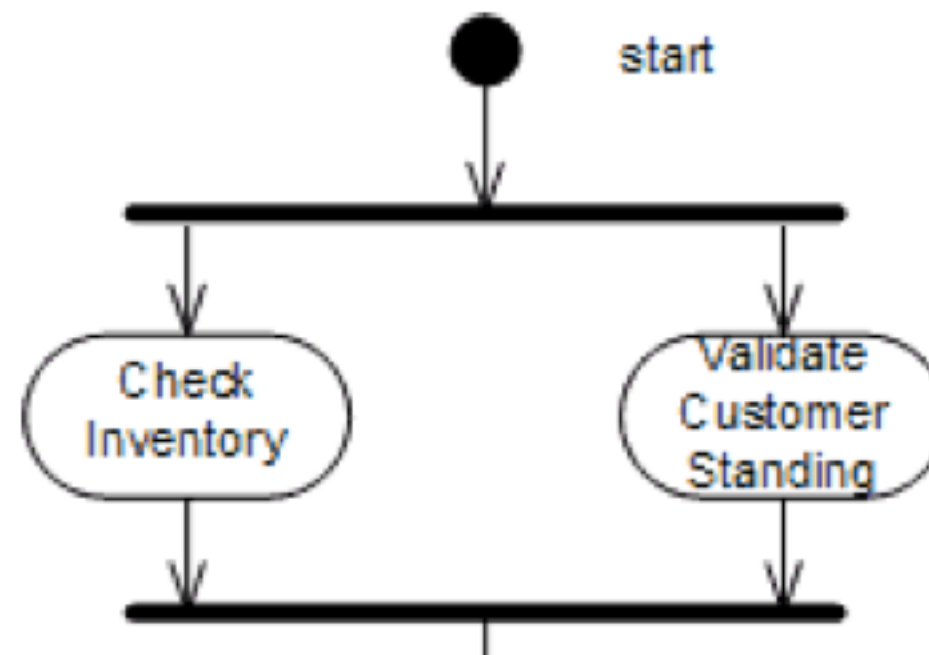 start
Check
Inventory
Validate
Customer
Standing